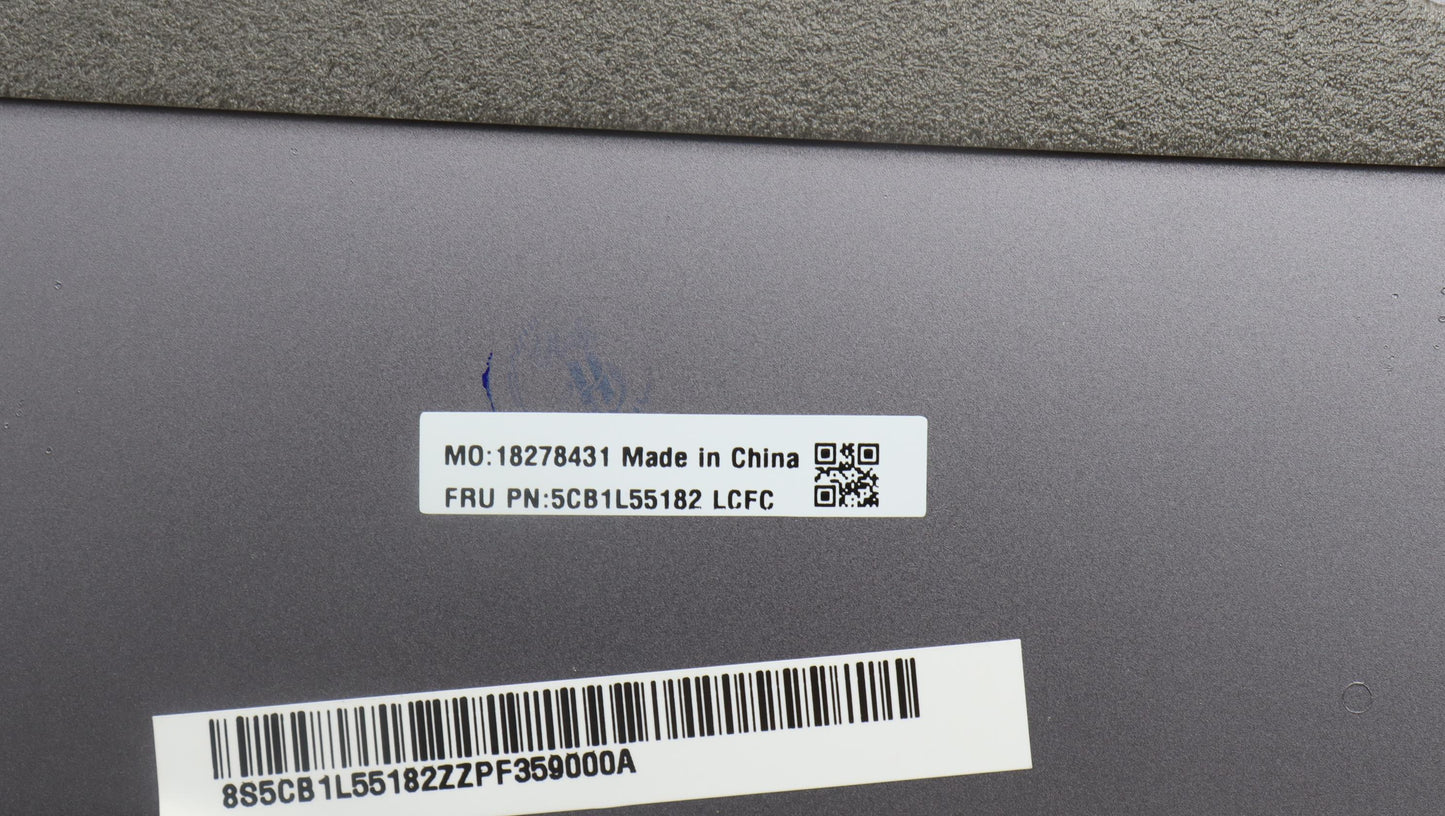 MO:18278431 Made in China
FRU PN:5CB1L55182 LCFC
8S5CB1L55182ZZPF359000A